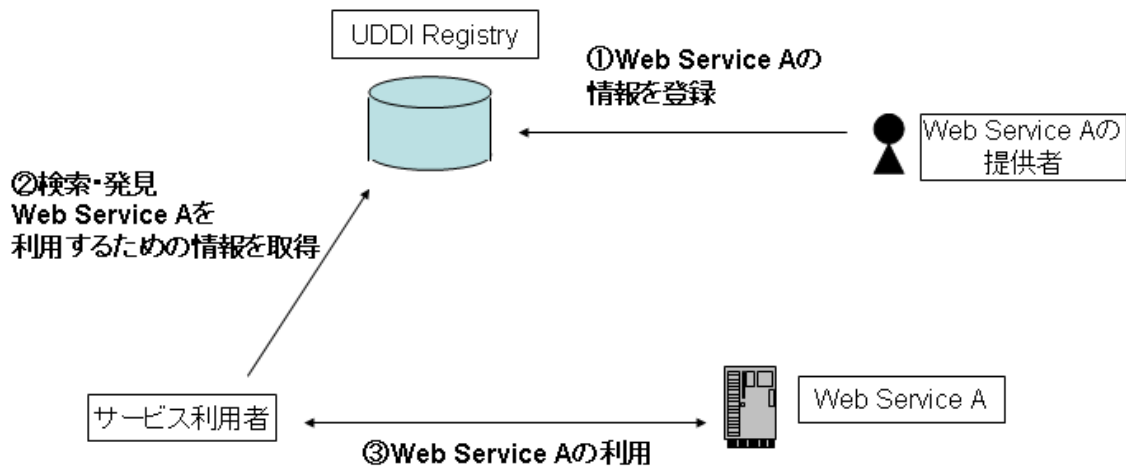 UDDI Registry
①Web Service Aの
情報を登録
Web Service Aの
提供者
②検索・発見
Web Service Aを
利用するための情報を取得
サービス利用者
Web Service A
③Web Service Aの利用